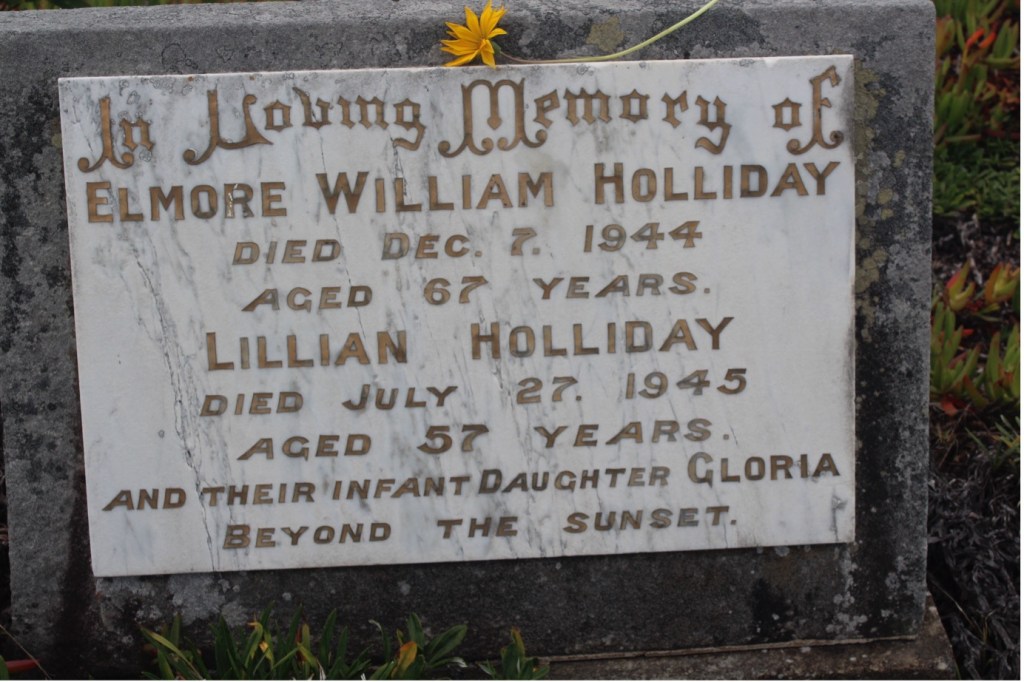 In Loving Memory of
ELMORE WILLIAM HOLLIDAY
DIED DEC. 7. 1944
AGED 67 YEARS.
LILLIAN HOLLIDAY
DIED JULY 27. 1945
AGED 57 YEARS.
AND THEIR INFANT DAUGHTER GLORIA
BEYOND THE SUNSET.